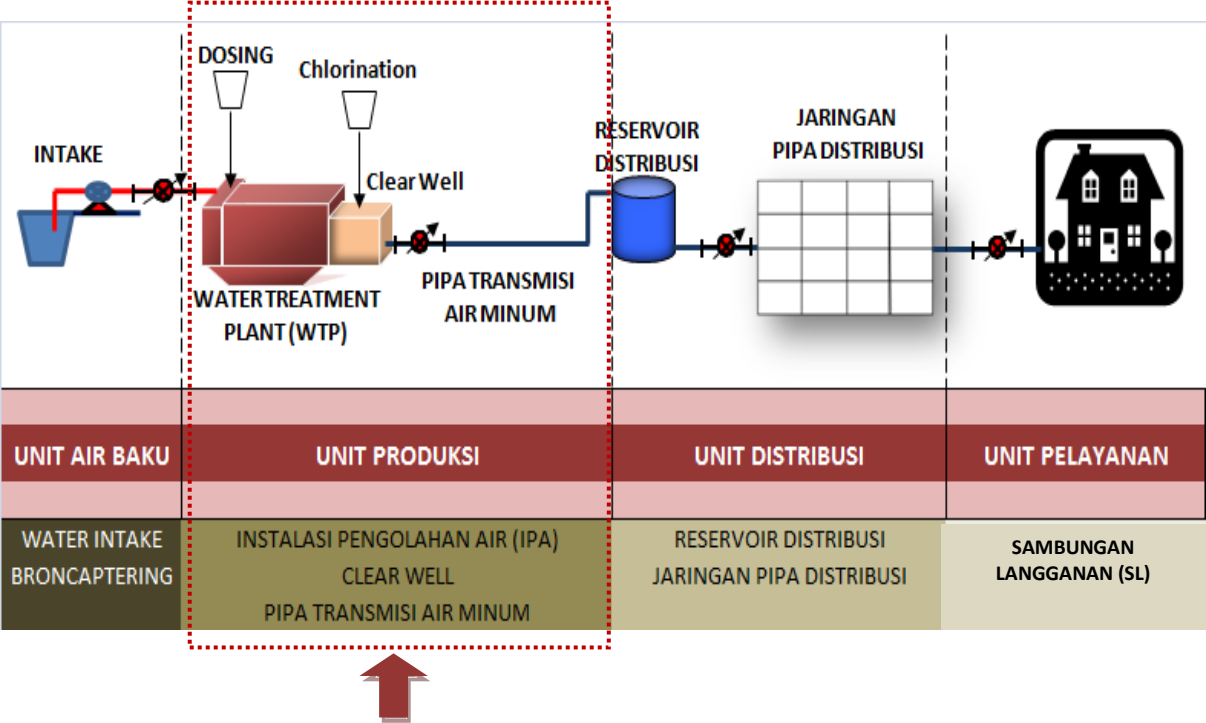 DOSING
Chlorination
INTAKE
Clear Well
WATER TREATMENT
PLANT (WTP)
PIPA TRANSMISI
AIR MINUM
RESERVOIR
DISTRIBUSI
JARINGAN
PIPA DISTRIBUSI
UNIT AIR BAKU
UNIT PRODUKSI
UNIT DISTRIBUSI
UNIT PELAYANAN
WATER INTAKE
BRONCAPTERING
INSTALASI PENGOLAHAN AIR (IPA)
CLEAR WELL
PIPA TRANSMISI AIR MINUM
RESERVOIR DISTRIBUSI
JARINGAN PIPA DISTRIBUSI
SAMBUNGAN
LANGGANAN (SL)